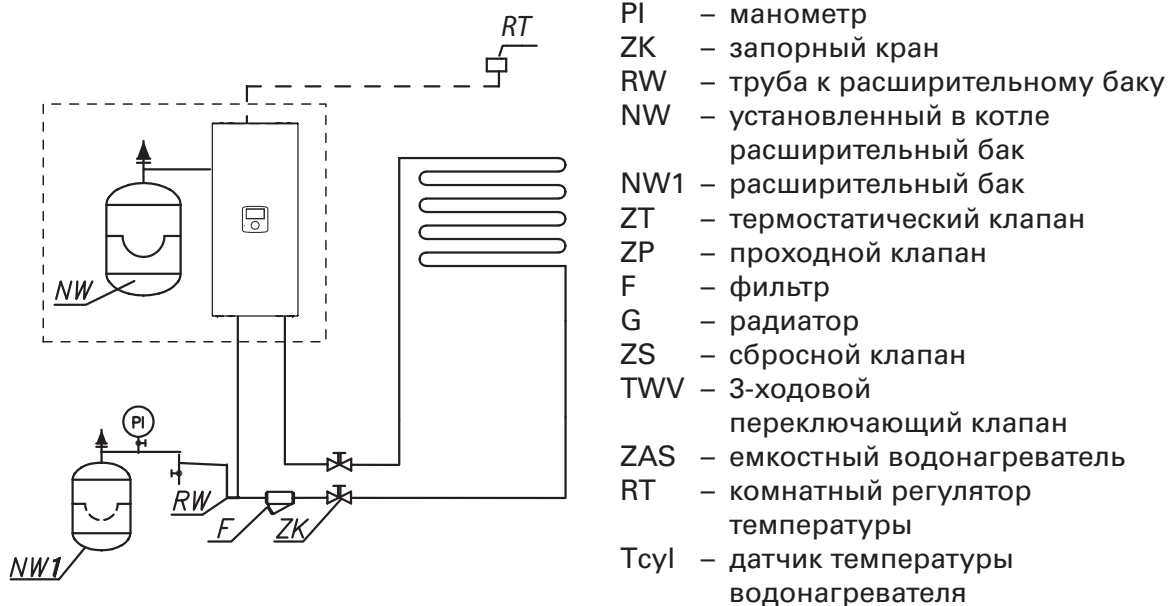 RT
NW
PI
RW
F
ZK
NW1
PI – манометр
ZK – запорный кран
RW – труба к расширительному баку
NW – установленный в котле
расширительный бак
NW1 – расширительный бак
ZT – термостатический клапан
ZP – проходной клапан
F – фильтр
G – радиатор
ZS – сбросной клапан
TWV – 3-ходовой
переключающий клапан
ZAS – емкостный водонагреватель
RT – комнатный регулятор
температуры
Tcyl – датчик температуры
водонагревателя